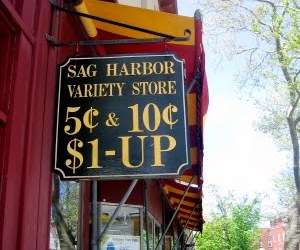 SAG HARBOR
VARIETY STORE
5¢ & 10¢
$1-UP